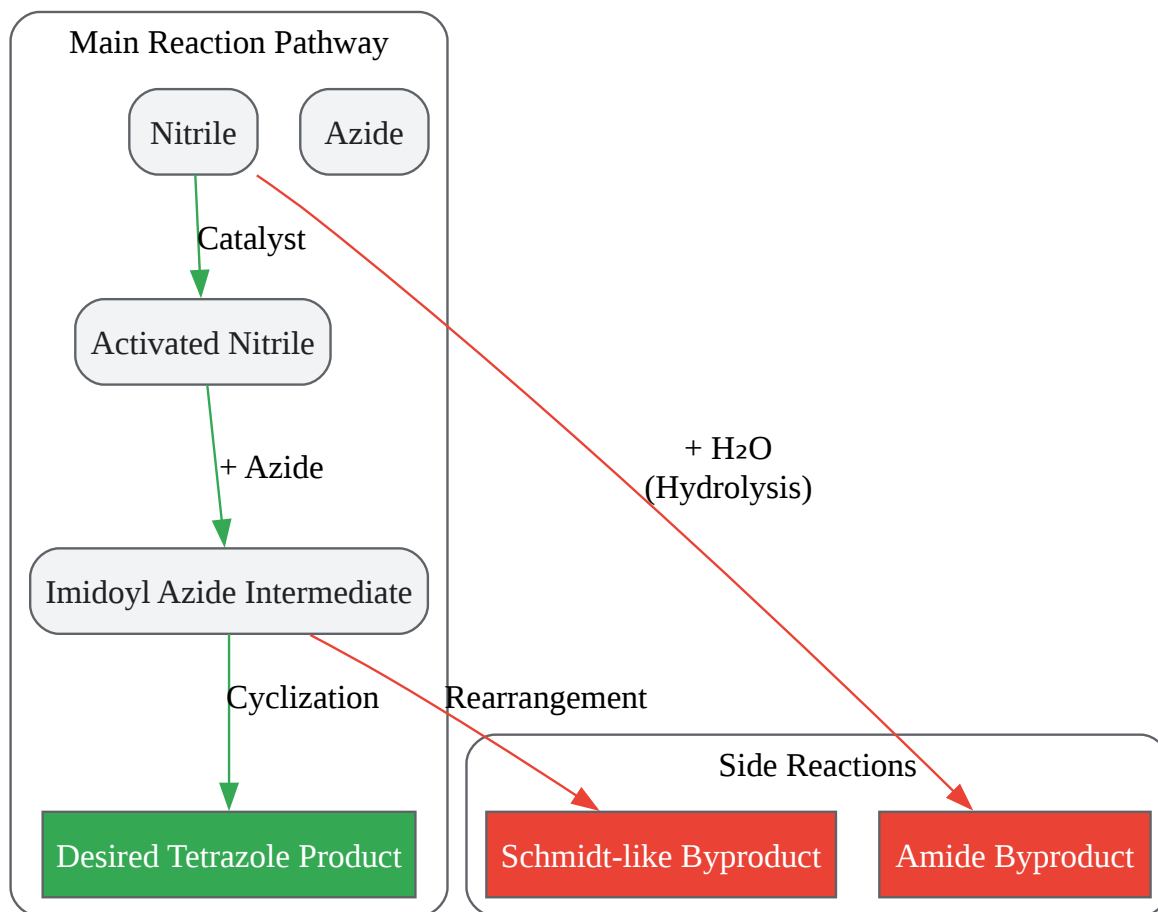 Main Reaction Pathway
Nitrile
Azide
Catalyst
Activated Nitrile
+ H₂O
(Hydrolysis)
+ Azide
Imidoyl Azide Intermediate
Cyclization
Rearrangement
Side Reactions
Desired Tetrazole Product
Schmidt-like Byproduct
Amide Byproduct